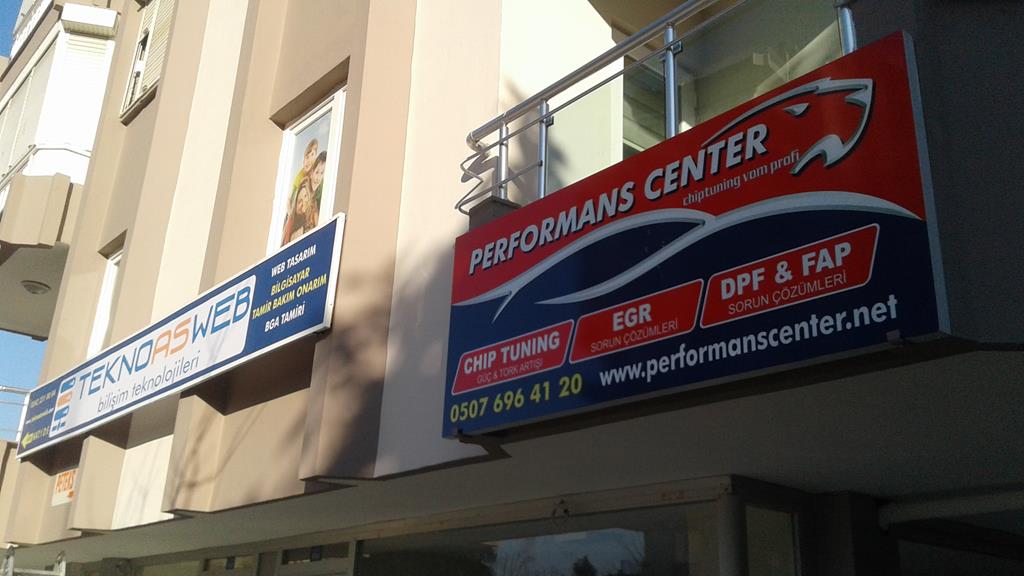 TEKNOASWEB
bilişim teknolojileri
WEB TASARIM
BİLGİSAYAR
TAMİR BAKIM ONARIM
BGA TAMİRİ
PERFORMANS CENTER
chiptuning vom profi
CHIP TUNING
GÜÇ & TORK ARTIŞI
EGR
SORUN ÇÖZÜMLERİ
DPF & FAP
SORUN ÇÖZÜMLERİ
0507 696 41 20
www.performanscenter.net